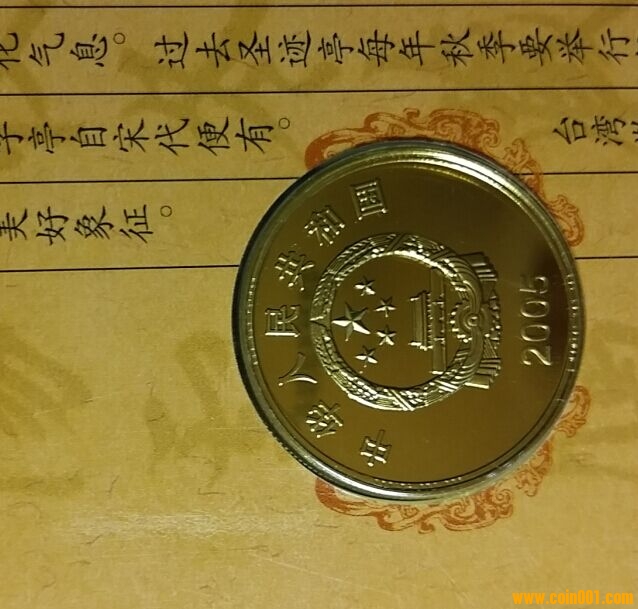 化气息。 过去圣迹亭每年秋季要举行
字亭自宋代便有。 台湾
美好象征。
中华人民共和国
2005
www.coin001.com